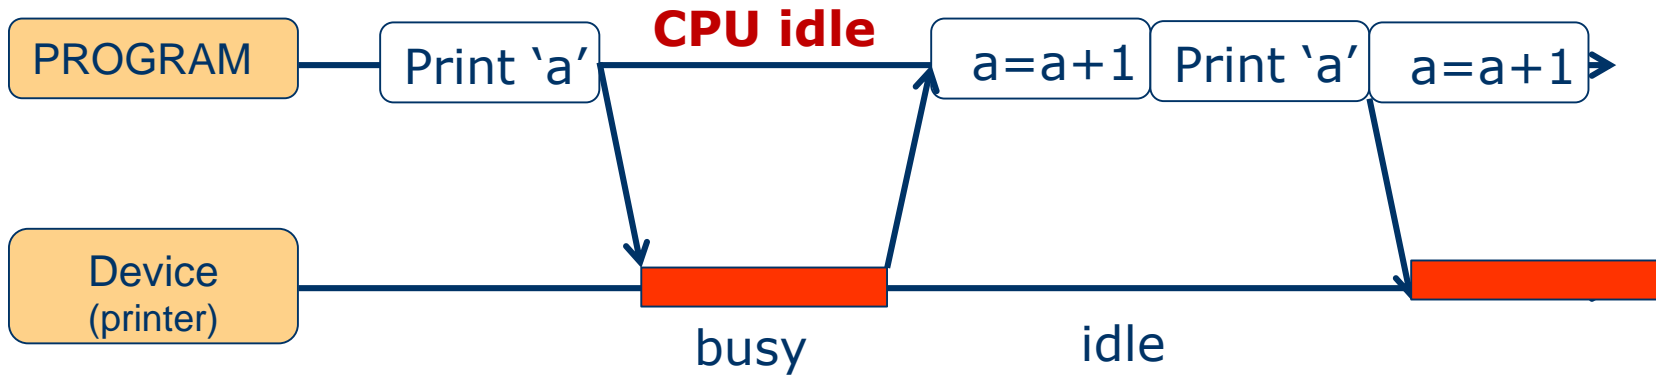 PROGRAM
Print ‘a’
CPU idle
a=a+1
Print ‘a’
a=a+1
Device
(printer)
busy
idle